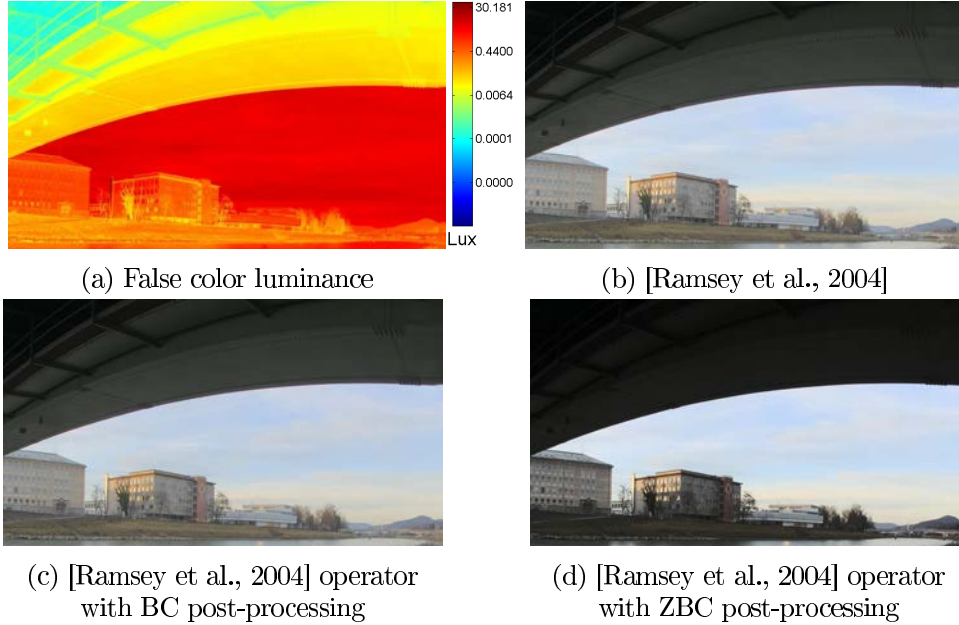 30.181
0.4400
0.0064
0.0001
0.0000
Lux
(a) False color luminance
(b) [Ramsey et al., 2004]
(c) [Ramsey et al., 2004] operator
with BC post-processing
(d) [Ramsey et al., 2004] operator
with ZBC post-processing